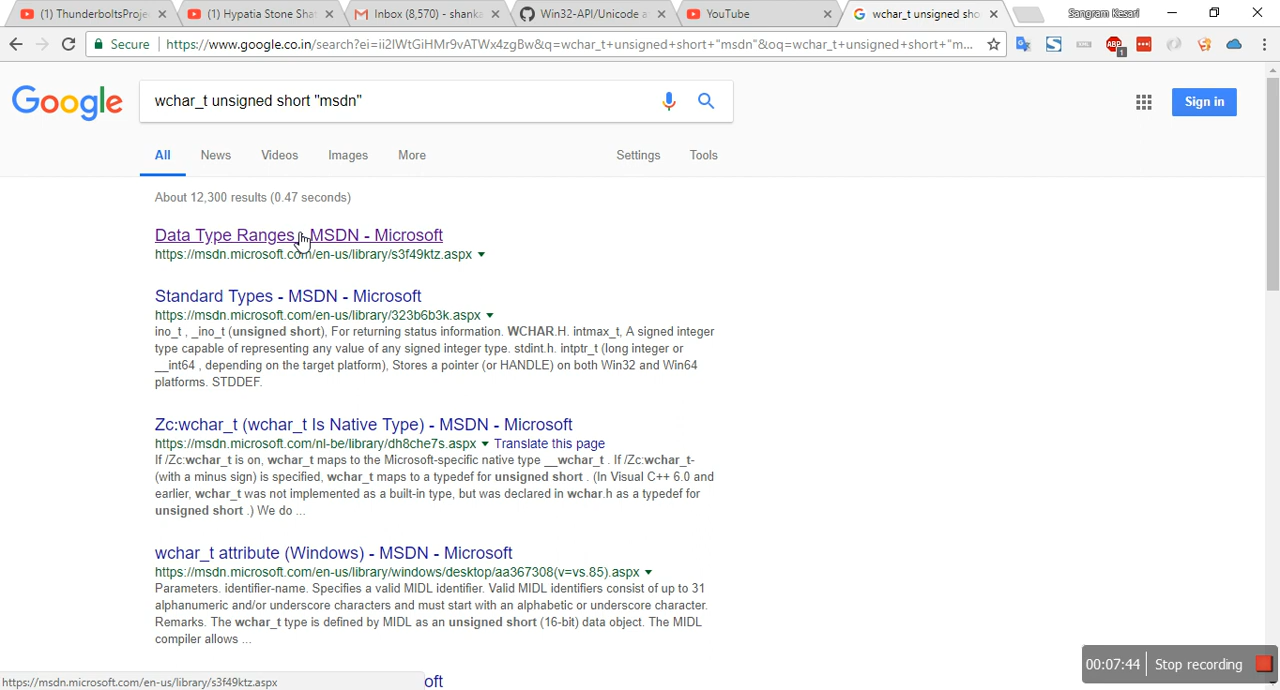 (1) ThunderboltsProje
(1) Hypatia Stone Sha
Inbox (8,570) - shank
Win32-API/Unicode a
YouTube
wchar_t unsigned sho
Sangram Kesari
Secure
https://www.google.co.in/search?ei=ii2IWtGiHMr9vATWx4zgBw&q=wchar_t+unsigned+short+"msdn"&oq=wchar_t+unsigned+short+"m...
ABP
1
Google
wchar_t unsigned short "msdn"
Sign in
All
News
Videos
Images
More
Settings
Tools
About 12,300 results (0.47 seconds)
Data Type Ranges - MSDN - Microsoft
https://msdn.microsoft.com/en-us/library/s3f49ktz.aspx
Standard Types - MSDN - Microsoft
https://msdn.microsoft.com/en-us/library/323b6b3k.aspx
ino_t , _ino_t (unsigned short), For returning status information. WCHAR.H. intmax_t, A signed integer
type capable of representing any value of any signed integer type. stdint.h. intptr_t (long integer or
__int64 , depending on the target platform), Stores a pointer (or HANDLE) on both Win32 and Win64
platforms. STDDEF.
Zc:wchar_t (wchar_t Is Native Type) - MSDN - Microsoft
https://msdn.microsoft.com/nl-be/library/dh8che7s.aspx
Translate this page
If /Zc:wchar_t is on, wchar_t maps to the Microsoft-specific native type __wchar_t . If /Zc:wchar_t-
(with a minus sign) is specified, wchar_t maps to a typedef for unsigned short . (In Visual C++ 6.0 and
earlier, wchar_t was not implemented as a built-in type, but was declared in wchar.h as a typedef for
unsigned short .) We do ...
wchar_t attribute (Windows) - MSDN - Microsoft
https://msdn.microsoft.com/en-us/library/windows/desktop/aa367308(v=vs.85).aspx
Parameters. identifier-name. Specifies a valid MIDL identifier. Valid MIDL identifiers consist of up to 31
alphanumeric and/or underscore characters and must start with an alphabetic or underscore character.
Remarks. The wchar_t type is defined by MIDL as an unsigned short (16-bit) data object. The MIDL
compiler allows ...
00:07:44
Stop recording
https://msdn.microsoft.com/en-us/library/s3f49ktz.aspx
oft